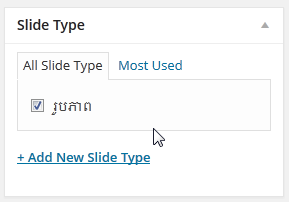 Slide Type
All Slide Type
Most Used
រូបភាព
+ Add New Slide Type